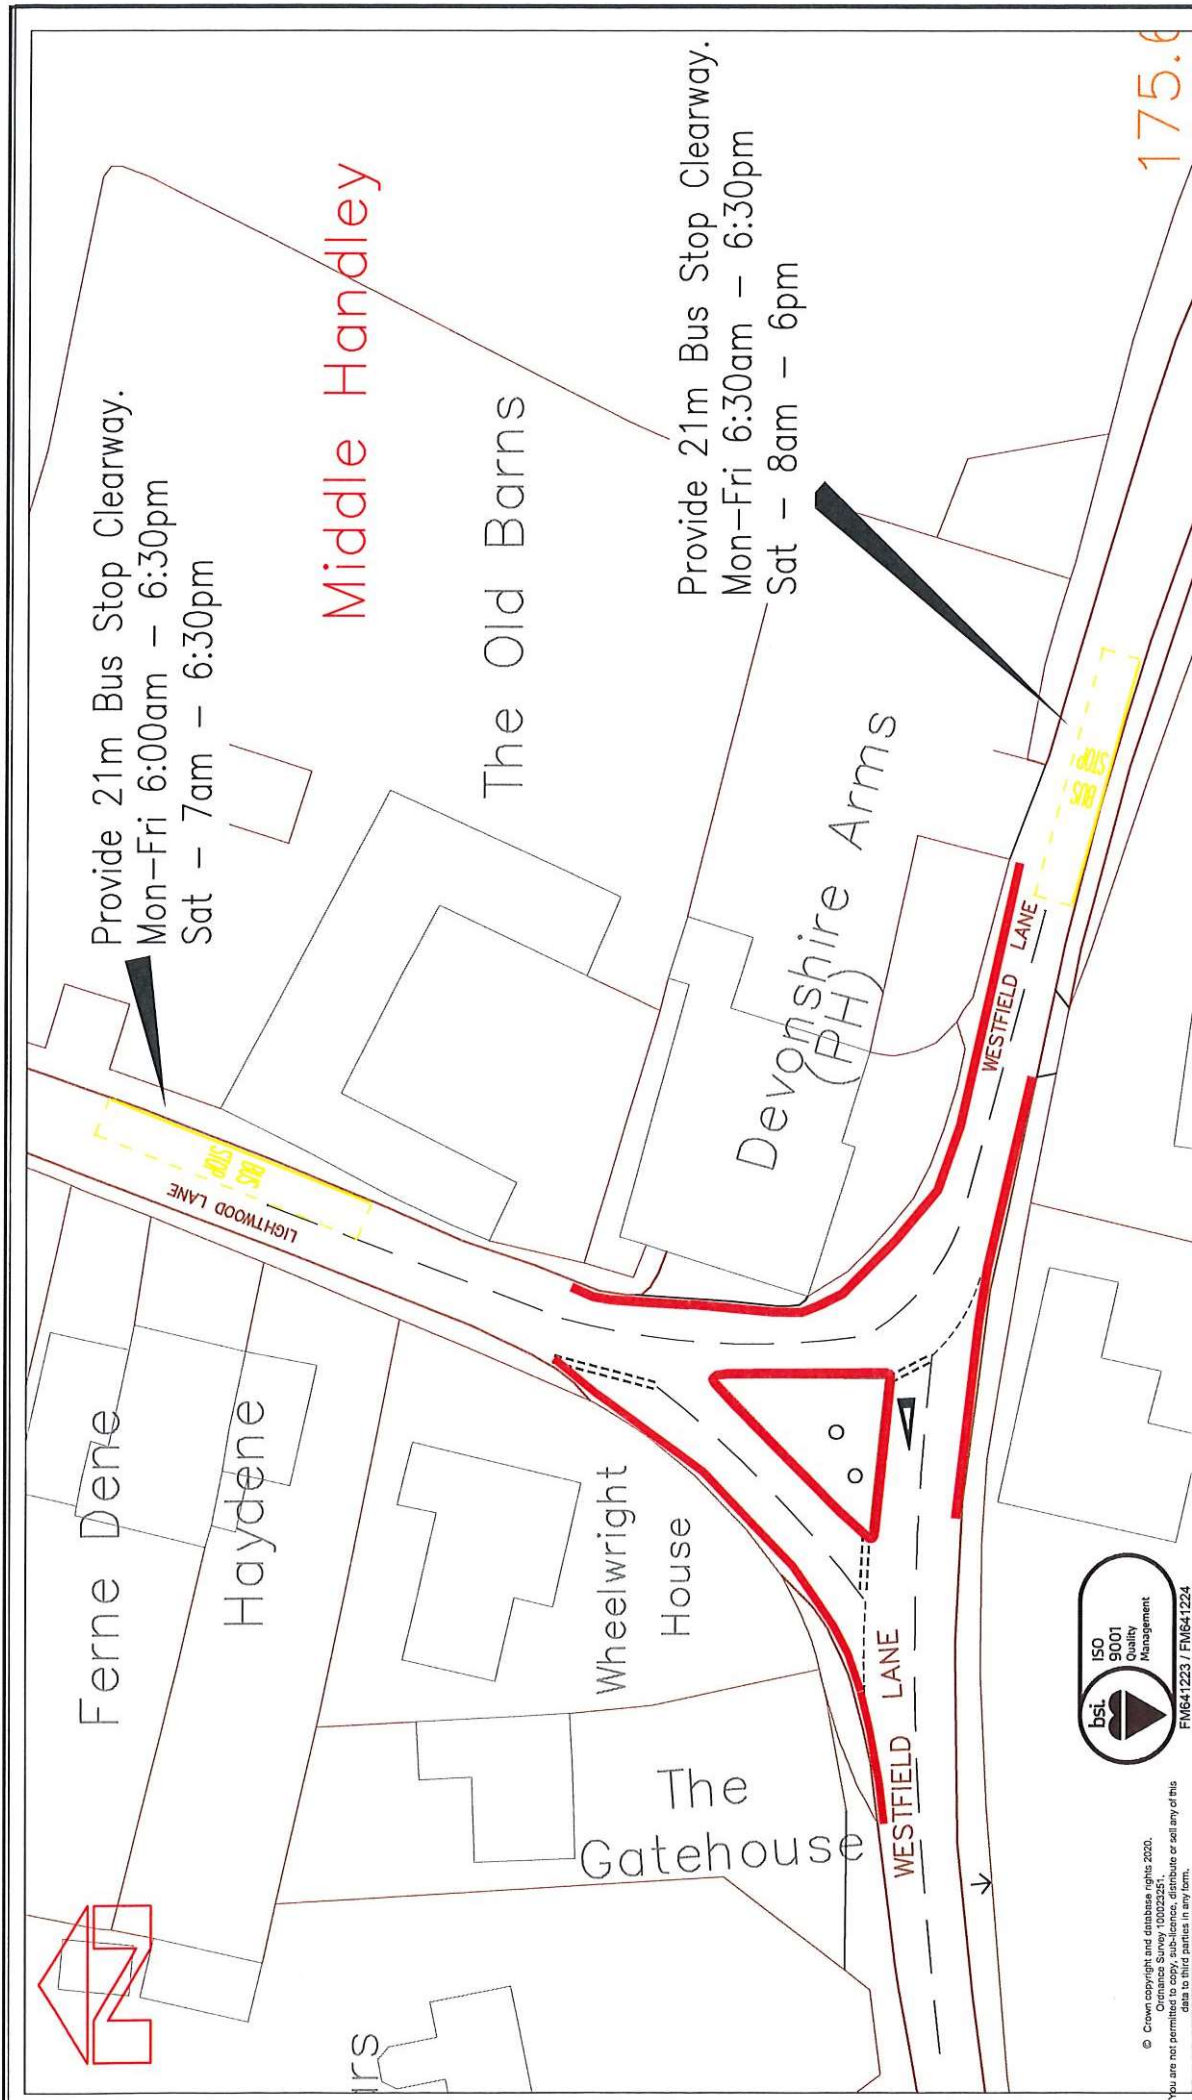 Provide 21m Bus Stop Clearway.
Mon-Fri 6:00am - 6:30pm
Sat - 7am - 6:30pm
Middle Handley
The Old Barns
Provide 21m Bus Stop Clearway.
Mon-Fri 6:30am - 6:30pm
Sat - 8am - 6pm
175.6
Ferne Dene
Haydene
LIGHTWOOD LANE
BUS
STOP
Wheelwright
House
Devonshire Arms
(PH)
WESTFIELD LANE
BUS
STOP
The
Gatehouse
WESTFIELD LANE
N
bsi.
ISO
9001
Quality
Management
FM641223 / FM641224
© Crown copyright and database rights 2020.
Ordnance Survey 100023251.
You are not permitted to copy, sub-licence, distribute or sell any of this
data to third parties in any form.